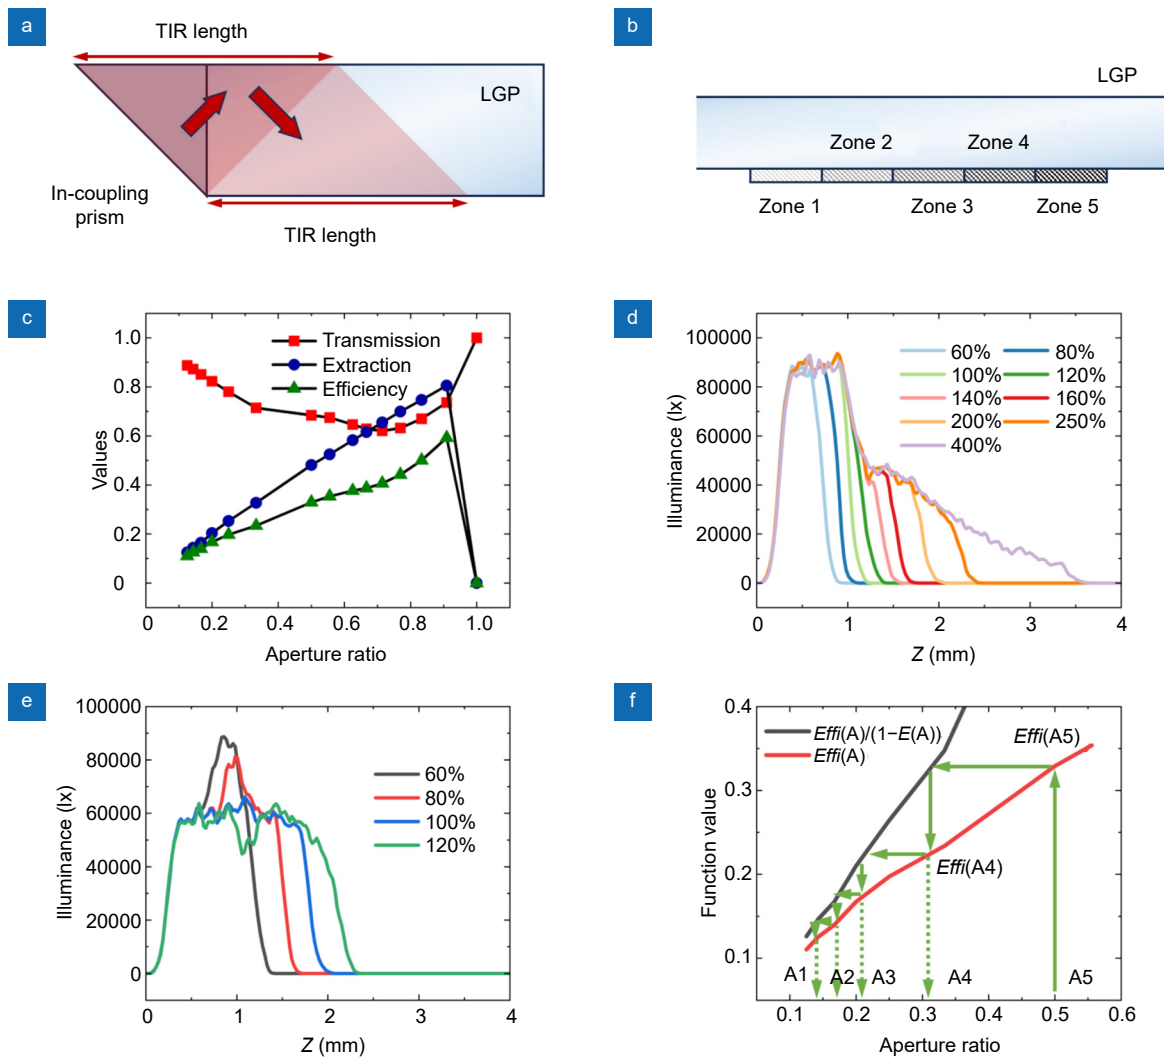 a
TIR length
LGP
In-coupling
prism
TIR length
b
LGP
Zone 2
Zone 4
Zone 1
Zone 3
Zone 5
c
Values
1.0
0.8
0.6
0.4
0.2
0
Transmission
Extraction
Efficiency
0
0.2
0.4
0.6
0.8
1.0
Aperture ratio
d
Illuminance (lx)
100000
80000
60000
40000
20000
0
60%
80%
100%
120%
140%
160%
200%
250%
400%
0
1
2
3
4
Z (mm)
e
Illuminance (lx)
100000
80000
60000
40000
20000
0
60%
80%
100%
120%
0
1
2
3
4
Z (mm)
f
Function value
0.4
0.3
0.2
0.1
Effi(A)/(1−E(A))
Effi(A)
Effi(A5)
Effi(A4)
A1
A2
A3
A4
A5
0.1
0.2
0.3
0.4
0.5
0.6
Aperture ratio